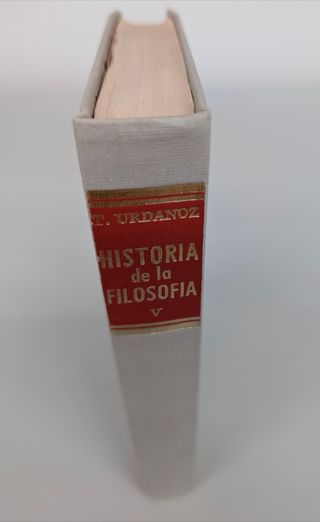 T. URDANOZ
HISTORIA
de la
FILOSOFIA
V